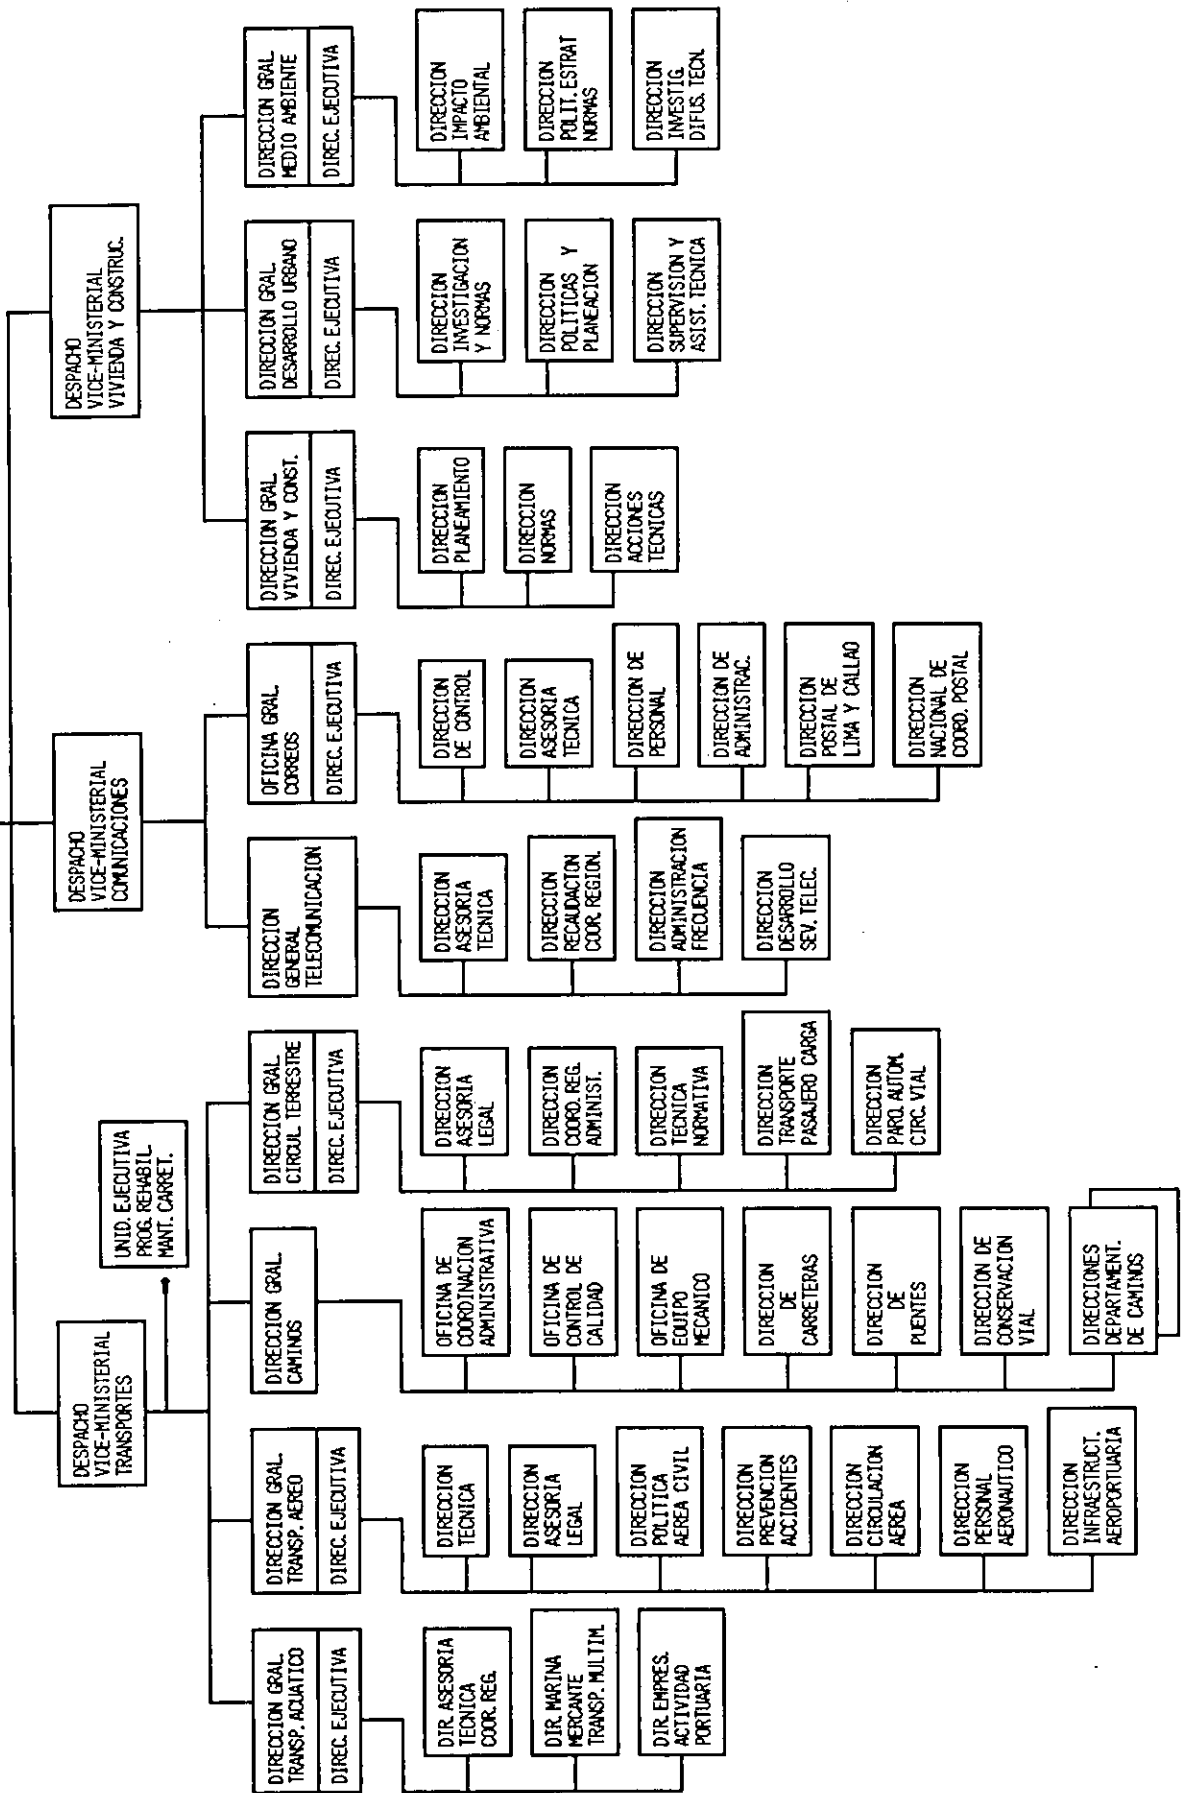 DESPACHO
VICE-MINISTERIAL
TRANSPORTES
UNID. EJECUTIVA
PROG. REHABIL.
MANT. CARRET.
DIRECCION GRAL.
TRANSP. ACUATICO
DIREC. EJECUTIVA
DIR. ASESORIA
TECNICA
COOR. REG.
DIR. MARINA
MERCANTE
TRANSP. MULTIM.
DIR. EMPRES.
ACTIVIDAD
PORTUARIA
DIRECCION GRAL.
TRANSP. AEREO
DIREC. EJECUTIVA
DIRECCION
TECNICA
DIRECCION
ASESORIA
LEGAL
DIRECCION
POLITICA
AEREA CIVIL
DIRECCION
PREVENCION
ACCIDENTES
DIRECCION
CIRCULACION
AEREA
DIRECCION
PERSONAL
AERONAUTICO
DIRECCION
INFRAESTRUCT.
AEROPORTUARIA
DIRECCION GRAL.
CAMINOS
OFICINA DE
COORDINACION
ADMINISTRATIVA
OFICINA DE
CONTROL DE
CALIDAD
OFICINA DE
EQUIPO
MECANICO
DIRECCION
DE
CARRETERAS
DIRECCION
DE
PUENTES
DIRECCION DE
CONSERVACION
VIAL
DIRECCIONES
DEPARTAMENT.
DE CAMINOS
DIRECCION GRAL.
CIRCUL TERRESTRE
DIREC. EJECUTIVA
DIRECCION
ASESORIA
LEGAL
DIRECCION
COORD. REG.
ADMINIST.
DIRECCION
TECNICA
NORMATIVA
DIRECCION
TRANSPORTE
PASAJERO CARGA
DIRECCION
PARQ. AUTOM.
CIRC. VIAL
DESPACHO
VICE-MINISTERIAL
COMUNICACIONES
DIRECCION
GENERAL
TELECOMUNICACION
DIRECCION
ASESORIA
TECNICA
DIRECCION
RECAUDACION
COOR. REGION.
DIRECCION
ADMINISTRACION
FRECUENCIA
DIRECCION
DESARROLLO
SEV. TELEC.
OFICINA GRAL.
CORREOS
DIREC. EJECUTIVA
DIRECCION
DE CONTROL
DIRECCION
ASESORIA
TECNICA
DIRECCION DE
PERSONAL
DIRECCION DE
ADMINISTRAC.
DIRECCION
POSTAL DE
LIMA Y CALLAO
DIRECCION
NACIONAL DE
COORD. POSTAL
DESPACHO
VICE-MINISTERIAL
VIVIENDA Y CONSTRUC.
DIRECCION GRAL.
VIVIENDA Y CONST.
DIREC. EJECUTIVA
DIRECCION
PLANEAMIENTO
DIRECCION
NORMAS
DIRECCION
ACCIONES
TECNICAS
DIRECCION GRAL.
DESARROLLO URBANO
DIREC. EJECUTIVA
DIRECCION
INVESTIGACION
Y NORMAS
DIRECCION
POLITICAS Y
PLANEACION
DIRECCION
SUPERVISION Y
ASIST. TECNICA
DIRECCION GRAL.
MEDIO AMBIENTE
DIREC. EJECUTIVA
DIRECCION
IMPACTO
AMBIENTAL
DIRECCION
POLIT. ESTRAT
NORMAS
DIRECCION
INVESTIG.
DIFUS. TECN.